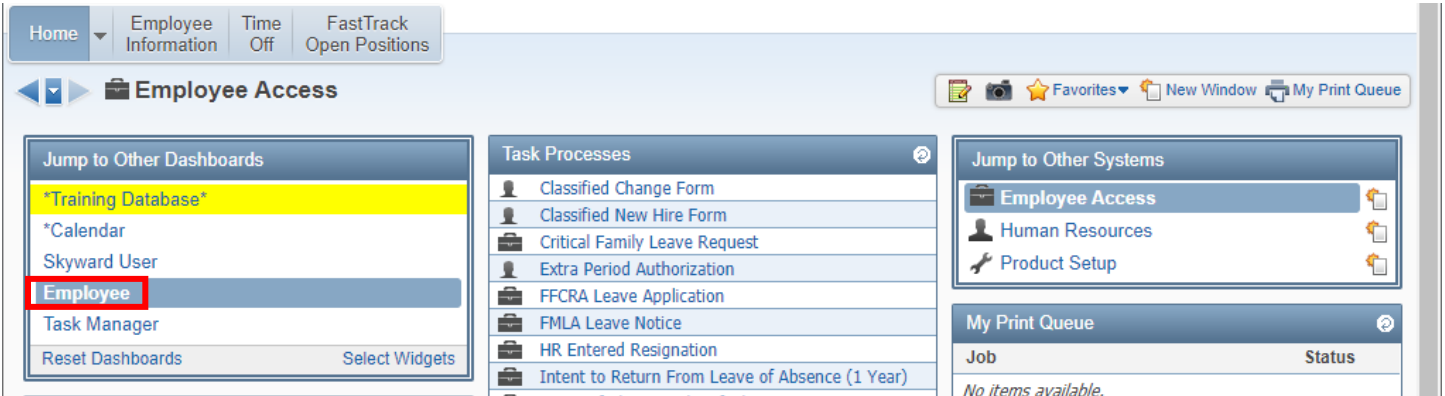 Home
Employee
Information
Time
Off
FastTrack
Open Positions
Employee Access
Favorites
New Window
My Print Queue
Jump to Other Dashboards
*Training Database*
*Calendar
Skyward User
Employee
Task Manager
Reset Dashboards
Select Widgets
Task Processes
Classified Change Form
Classified New Hire Form
Critical Family Leave Request
Extra Period Authorization
FFCRA Leave Application
FMLA Leave Notice
HR Entered Resignation
Intent to Return From Leave of Absence (1 Year)
Jump to Other Systems
Employee Access
Human Resources
Product Setup
My Print Queue
Job Status
No items available.